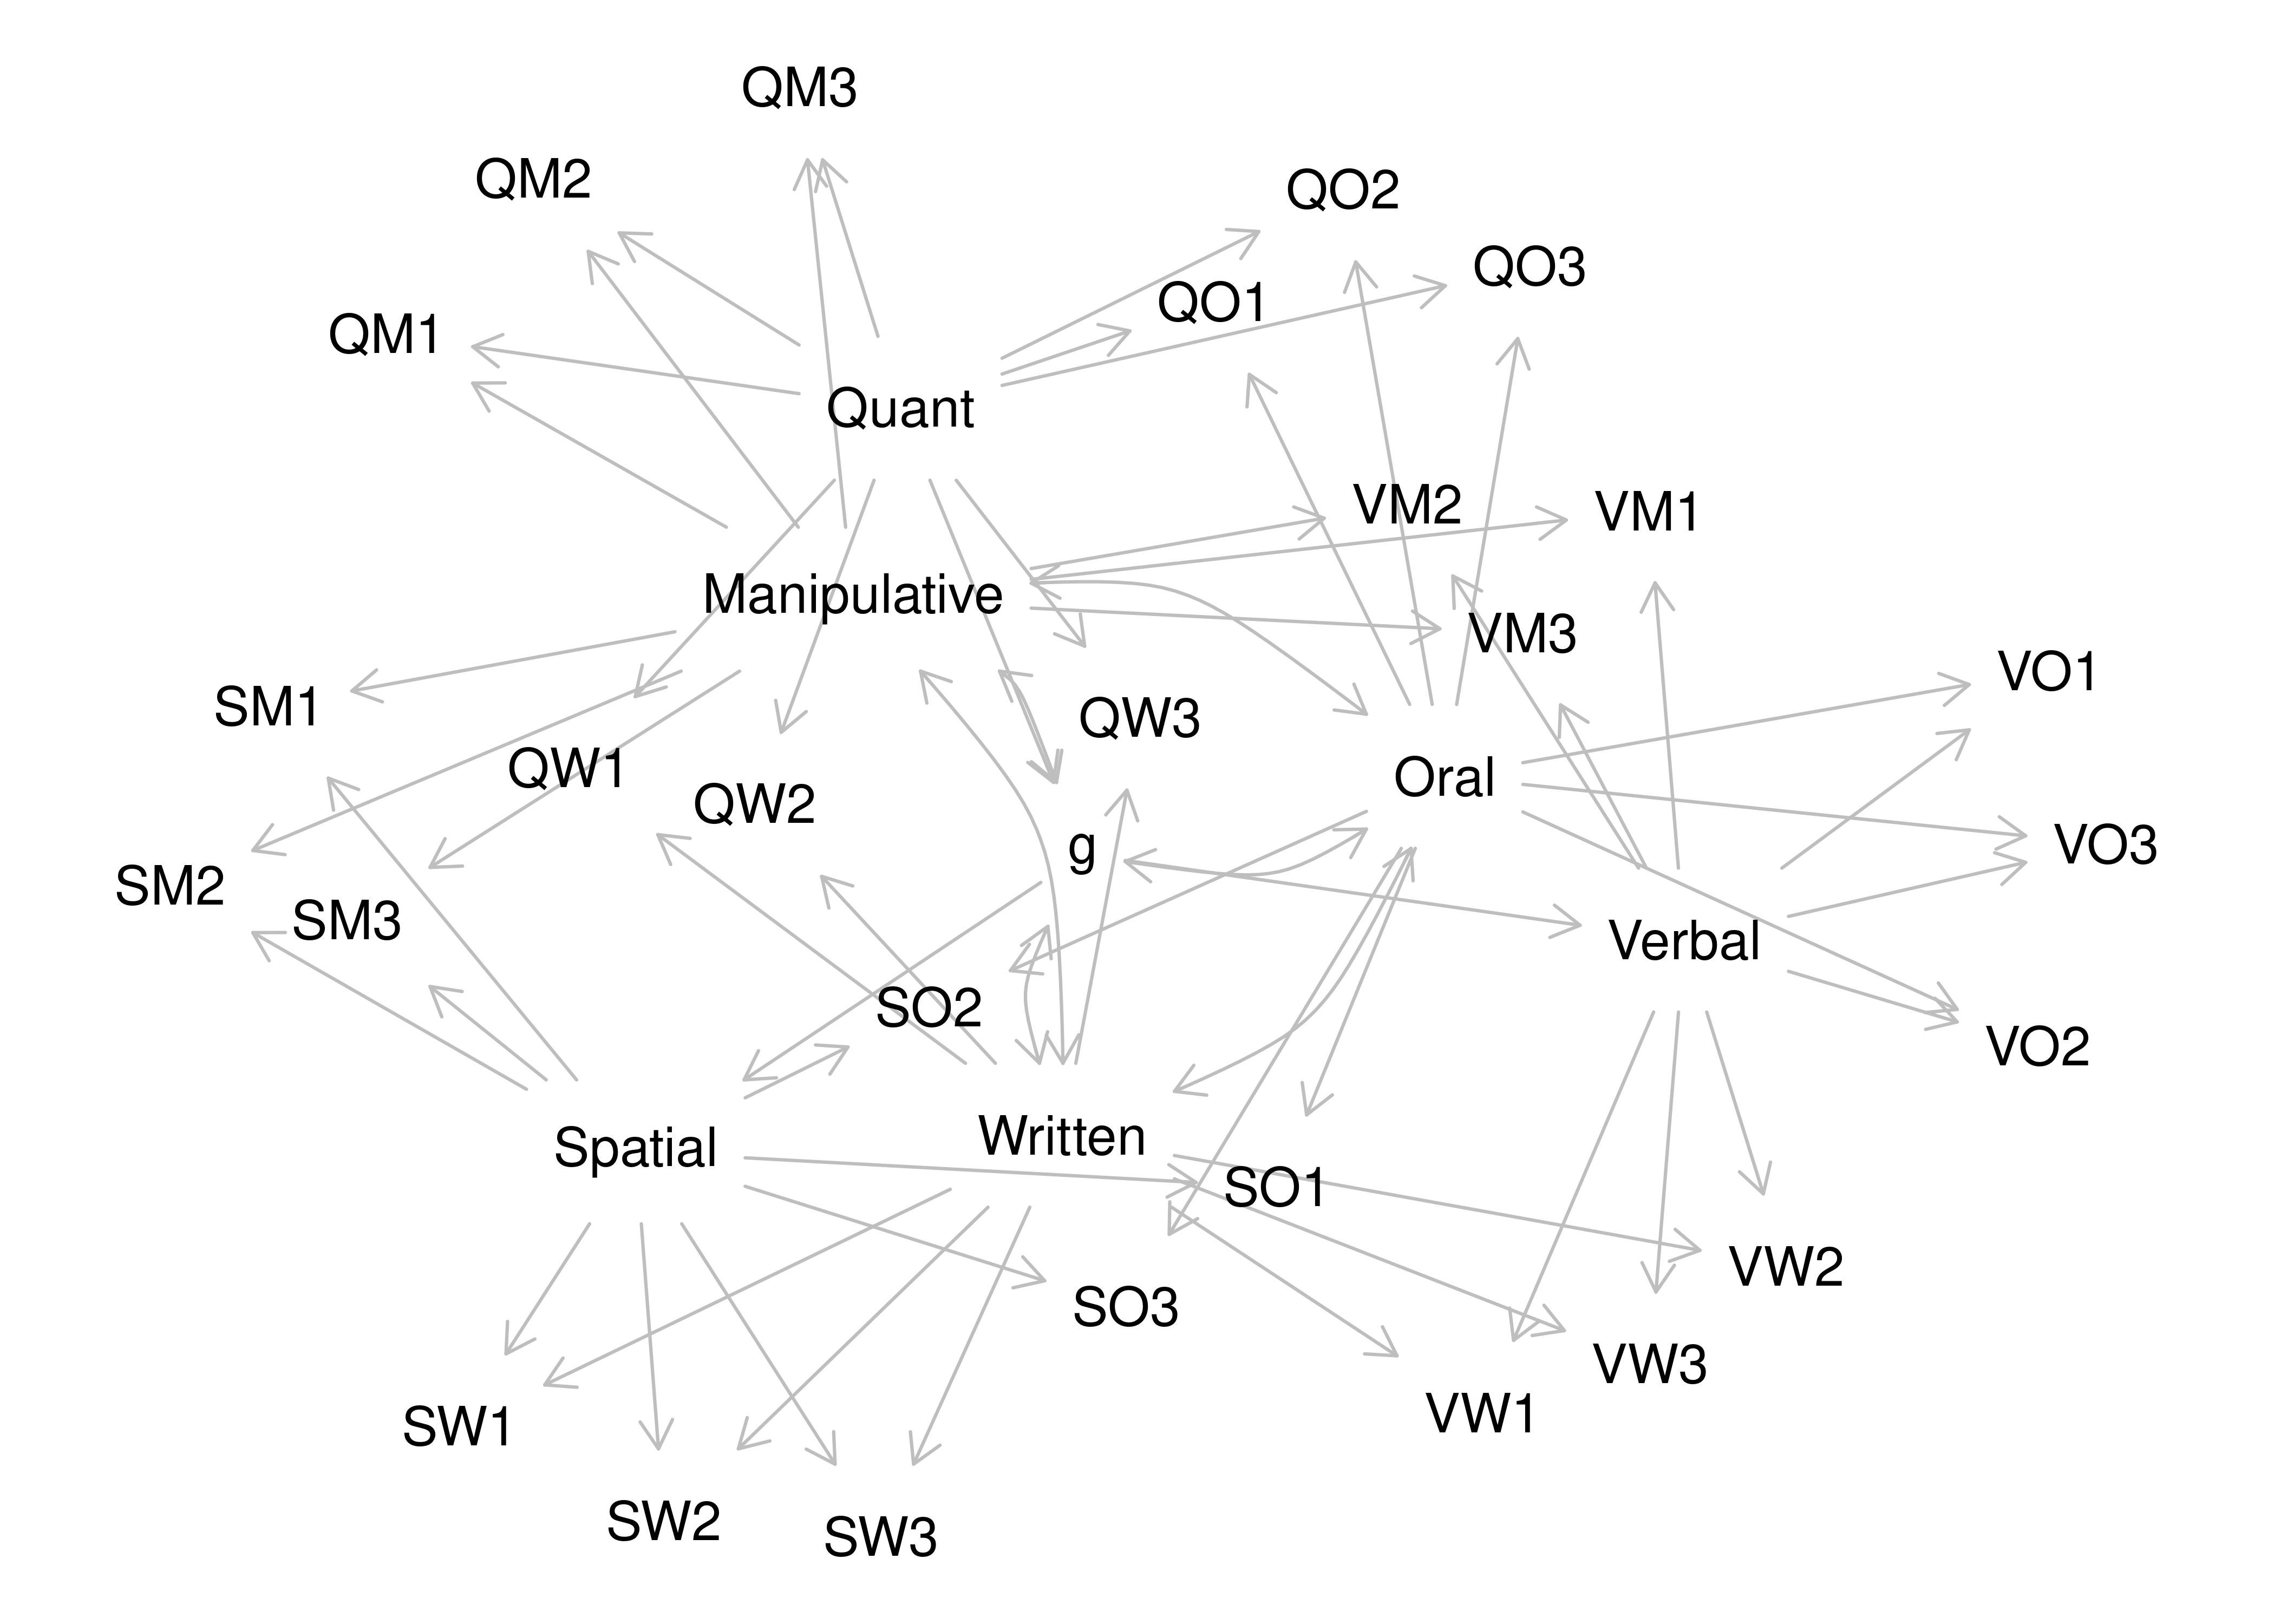 QM3
QM2
QO2
QO3
QO1
QM1
Quant
VM2
VM1
Manipulative
VM3
VO1
SM1
QW3
QW1
Oral
QW2
g
VO3
SM2
SM3
Verbal
SO2
VO2
Written
Spatial
SO1
VW2
SO3
VW3
VW1
SW1
SW2
SW3